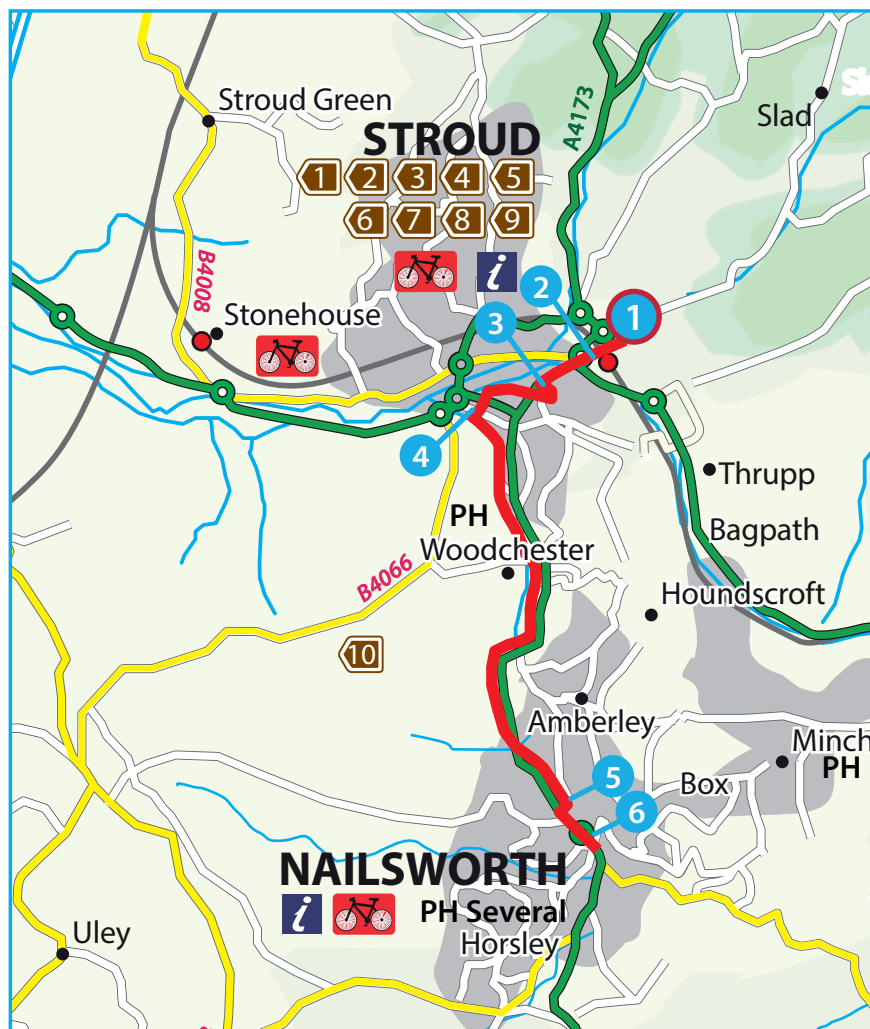 Stroud Green
A4173
Slad
STROUD
1 2 3 4 5
6 7 8 9
i
B4008
2
1
Stonehouse
3
4
Thrupp
PH
Bagpath
Woodchester
B4066
Houndscroft
10
Amberley
Minch
PH
5
Box
6
NAILSWORTH
i
PH Several
Horsley
Uley